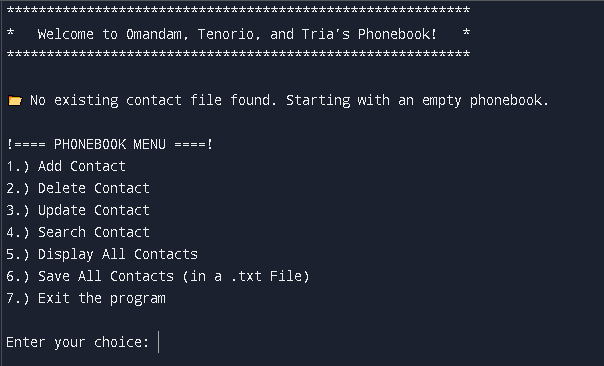 ***********************************************************
*   Welcome to Omandam, Tenorio, and Tria's Phonebook!   *
***********************************************************
📂 No existing contact file found. Starting with an empty phonebook.
!==== PHONEBOOK MENU ====!
1.) Add Contact
2.) Delete Contact
3.) Update Contact
4.) Search Contact
5.) Display All Contacts
6.) Save All Contacts (in a .txt File)
7.) Exit the program
Enter your choice: